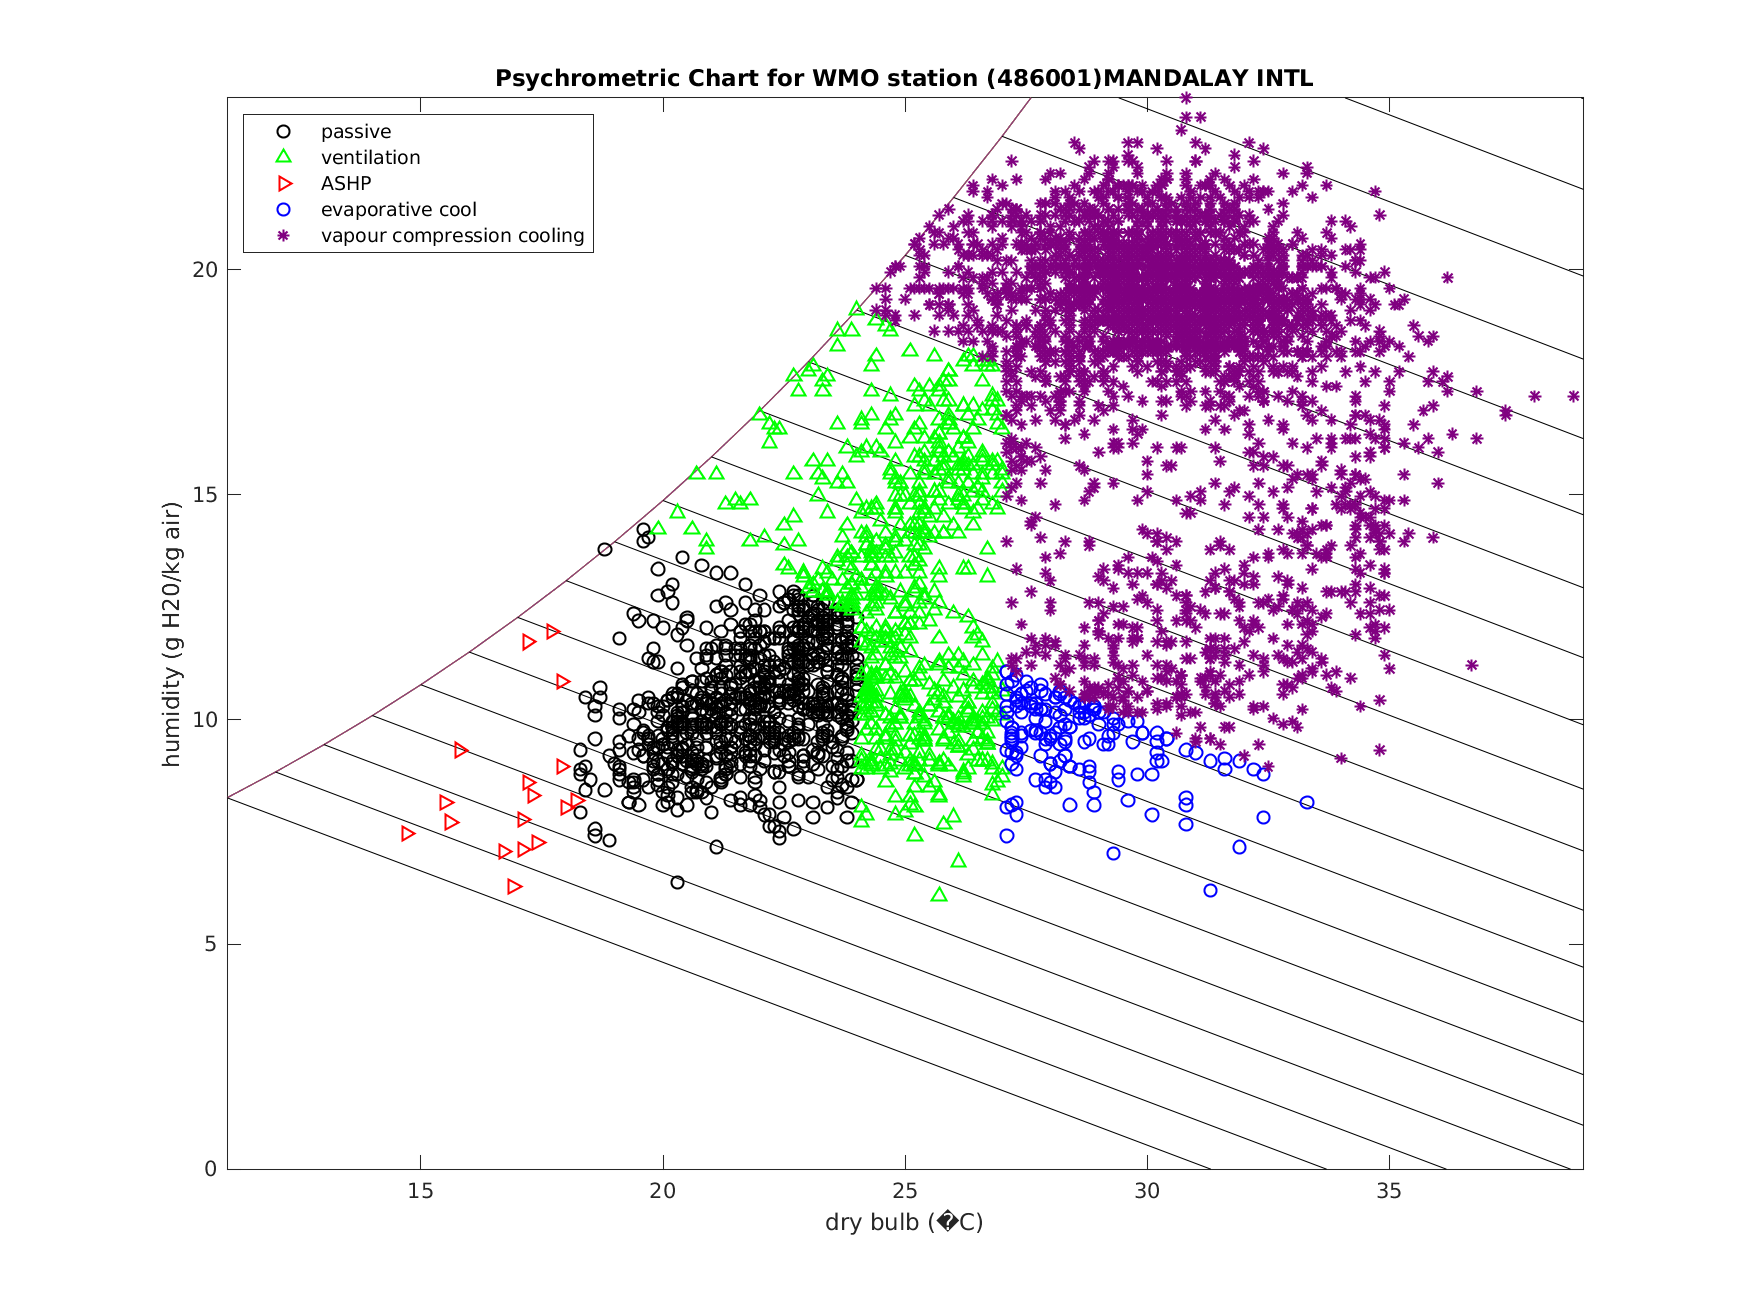 Psychrometric Chart for WMO station (486001)MANDALAY INTL
passive
ventilation
ASHP
evaporative cool
vapour compression cooling
humidity (g H20/kg air)
20
15
10
5
0
15
20
25
30
35
dry bulb (�C)